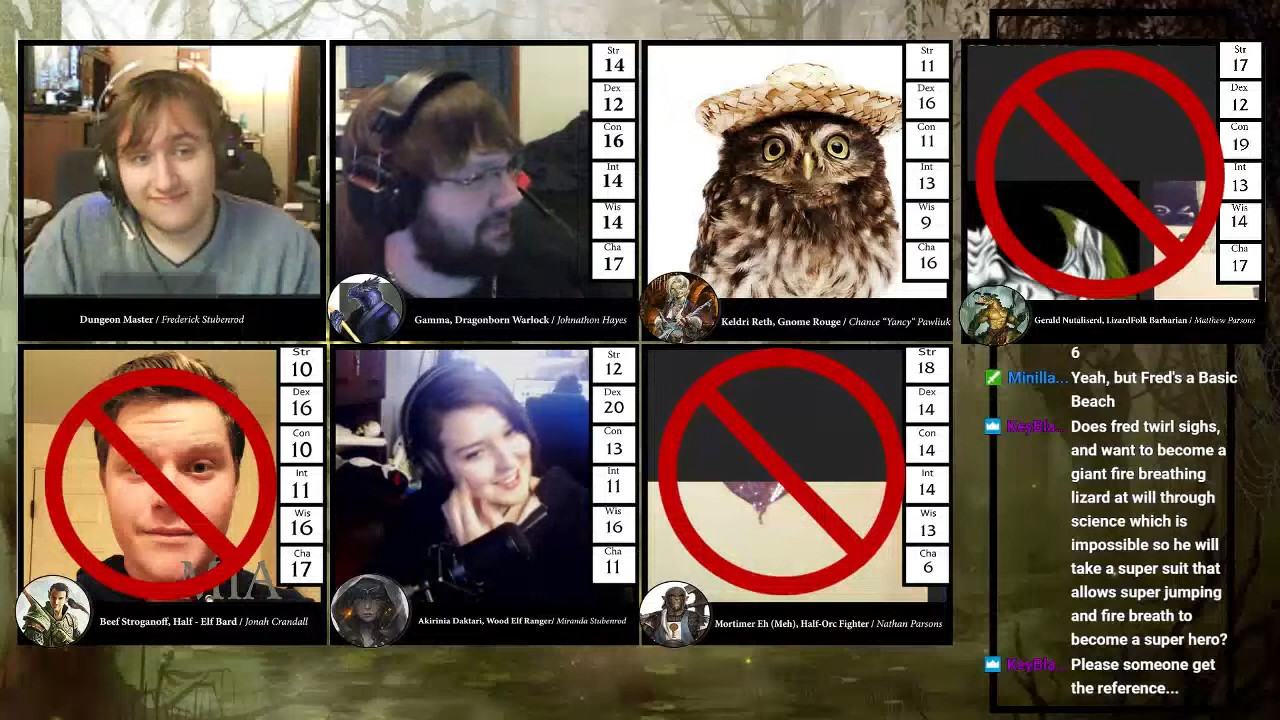 Str
14
Dex
12
Con
16
Int
14
Wis
14
Cha
17
Str
11
Dex
16
Con
11
Int
13
Wis
9
Cha
16
Str
17
Dex
12
Con
19
Int
13
Wis
14
Cha
17
Dungeon Master / Frederick Stubenrod
Gamma, Dragonborn Warlock / Johnathon Hayes
Keldri Reth, Gnome Rouge / Chance "Yancy" Pawliuk
Gerald Nutaliserd, LizardFolk Barbarian / Matthew Parsons
Str
10
Dex
16
Con
10
Int
11
Wis
16
Cha
17
MIA
Str
12
Dex
20
Con
13
Int
11
Wis
16
Cha
11
Str
18
Dex
14
Con
14
Int
14
Wis
13
Cha
6
Beef Stroganoff, Half - Elf Bard / Jonah Crandall
Akirinia Daktari, Wood Elf Ranger/ Miranda Stubenrod
Mortimer Eh (Meh), Half-Orc Fighter / Nathan Parsons
6
Minilla... Yeah, but Fred's a Basic
Beach
KeyBla... Does fred twirl sighs,
and want to become a
giant fire breathing
lizard at will through
science which is
impossible so he will
take a super suit that
allows super jumping
and fire breath to
become a super hero?
KeyBla... Please someone get
the reference...